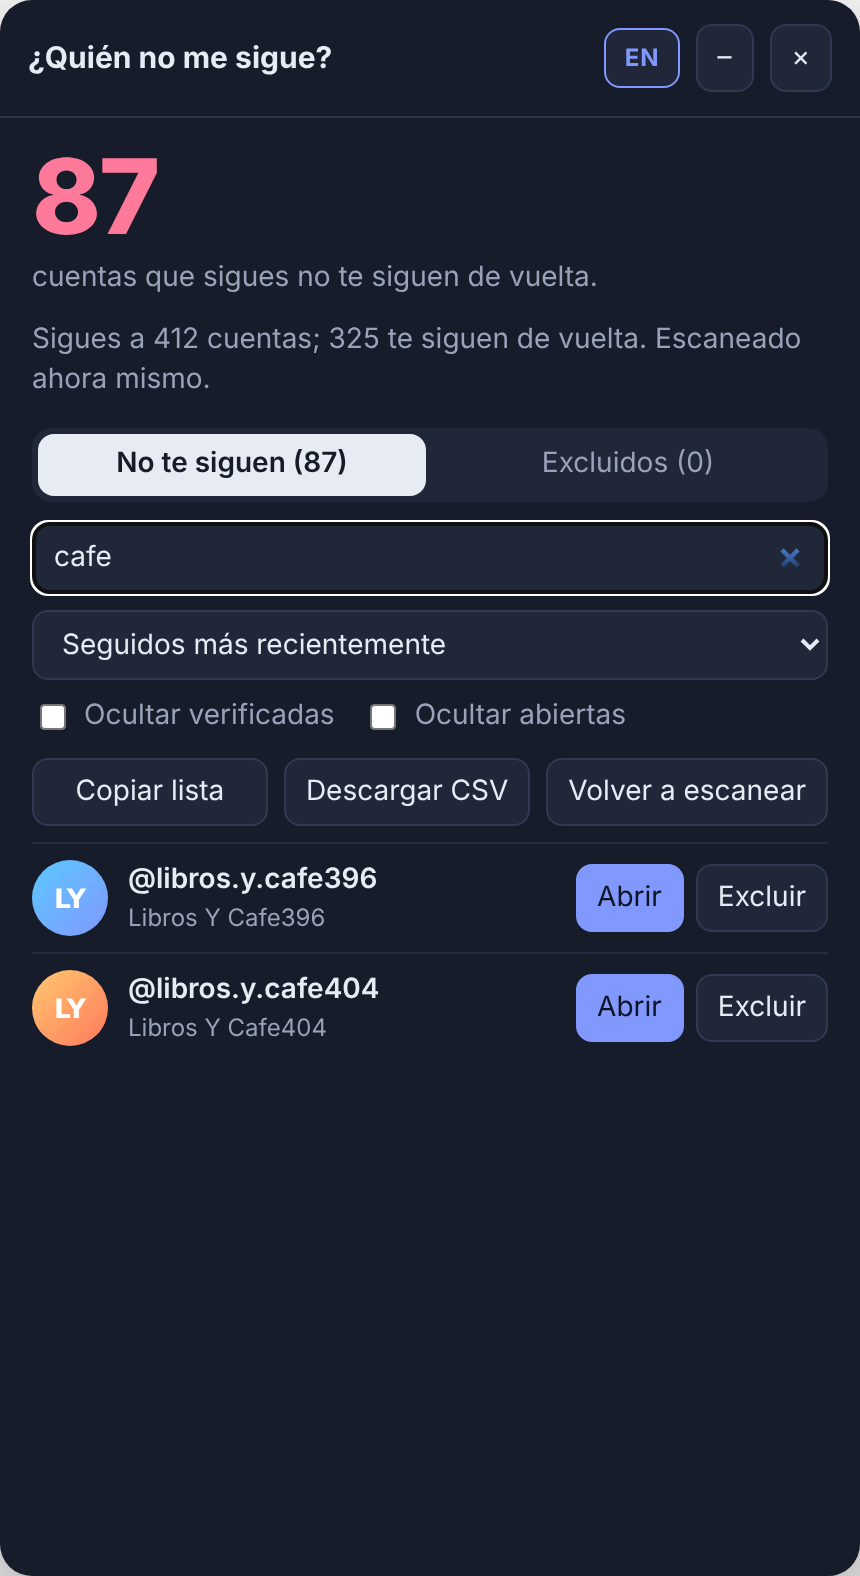 ¿Quién no me sigue?
EN
−
×
87
cuentas que sigues no te siguen de vuelta.
Sigues a 412 cuentas; 325 te siguen de vuelta. Escaneado
ahora mismo.
No te siguen (87)
Excluidos (0)
cafe
Seguidos más recientemente
Ocultar verificadas
Ocultar abiertas
Copiar lista
Descargar CSV
Volver a escanear
LY
@libros.y.cafe396
Libros Y Cafe396
Abrir
Excluir
LY
@libros.y.cafe404
Libros Y Cafe404
Abrir
Excluir